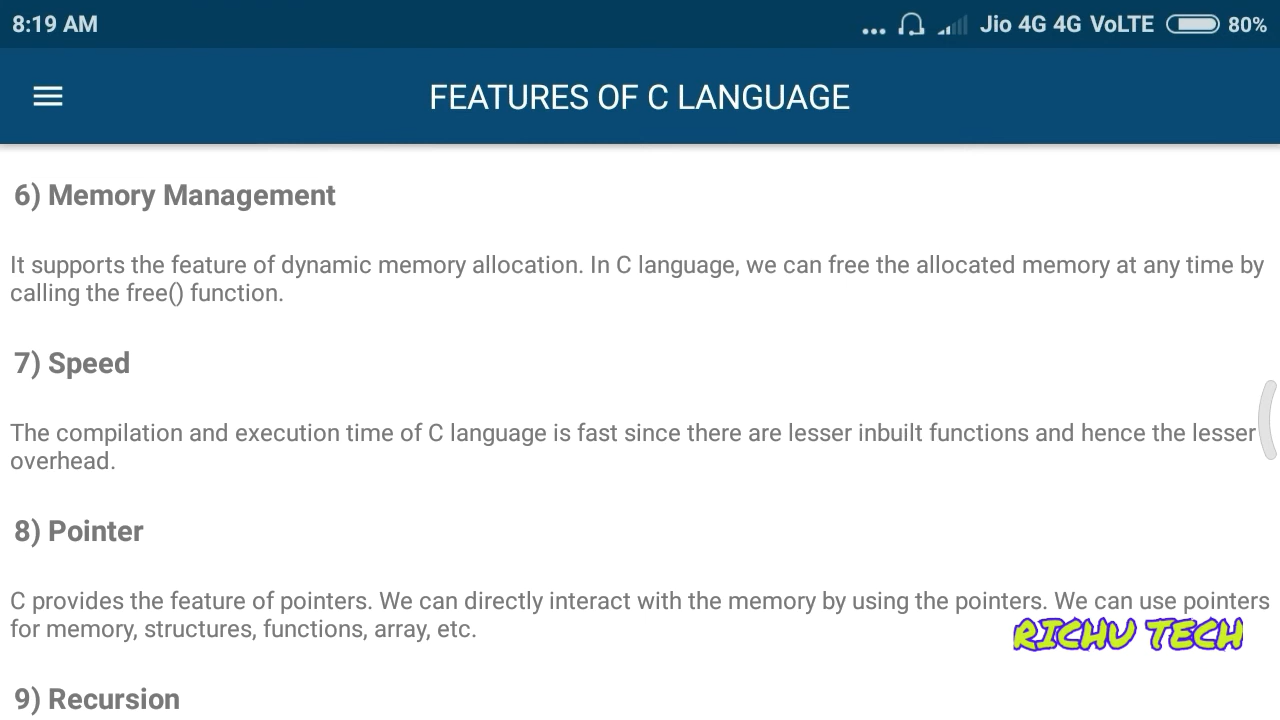 8:19 AM
... Jio 4G 4G VoLTE 80%
FEATURES OF C LANGUAGE
6) Memory Management
It supports the feature of dynamic memory allocation. In C language, we can free the allocated memory at any time by
calling the free() function.
7) Speed
The compilation and execution time of C language is fast since there are lesser inbuilt functions and hence the lesser
overhead.
8) Pointer
C provides the feature of pointers. We can directly interact with the memory by using the pointers. We can use pointers
for memory, structures, functions, array, etc.
RICHU TECH
9) Recursion